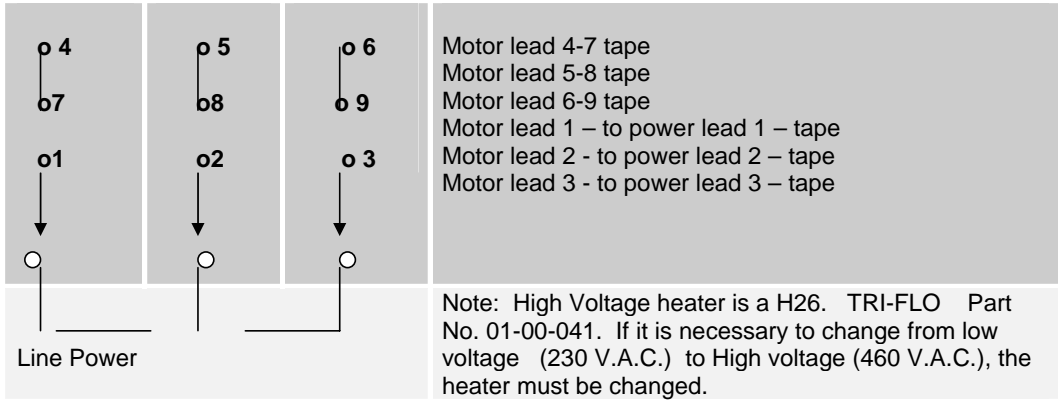 o 4 o 5 o 6
o7 o8 o 9
o1 o2 o 3
Motor lead 4-7 tape
Motor lead 5-8 tape
Motor lead 6-9 tape
Motor lead 1 – to power lead 1 – tape
Motor lead 2 - to power lead 2 – tape
Motor lead 3 - to power lead 3 – tape
Line Power
Note: High Voltage heater is a H26. TRI-FLO Part
No. 01-00-041. If it is necessary to change from low
voltage (230 V.A.C.) to High voltage (460 V.A.C.), the
heater must be changed.